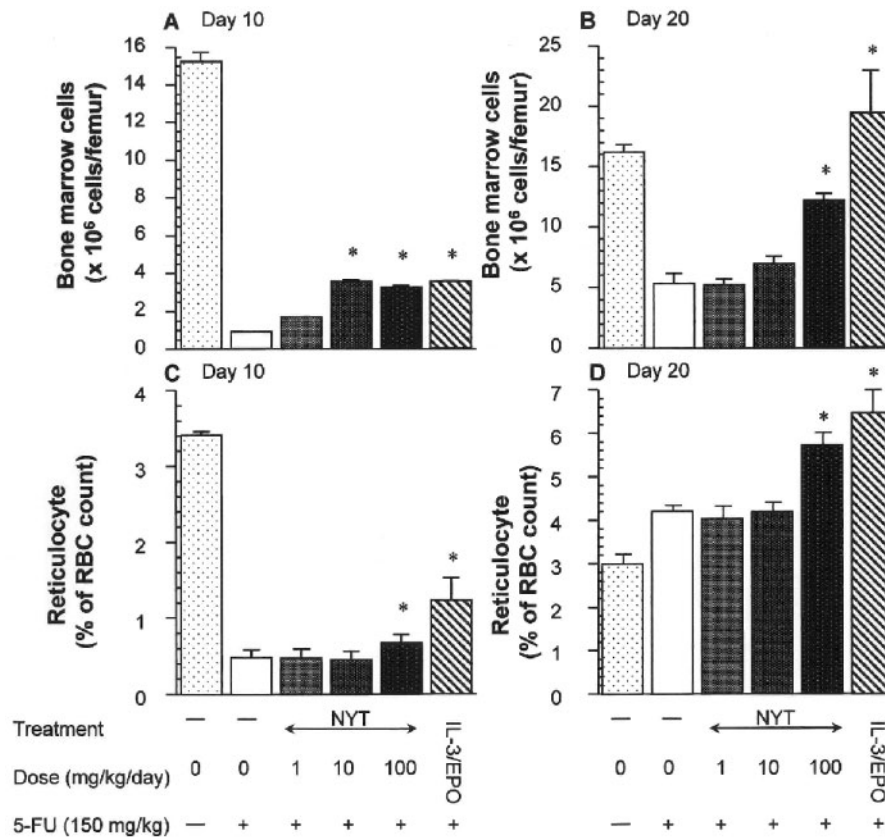 A Day 10
Bone marrow cells
(x 10⁶ cells/femur)
16
14
12
10
8
6
4
2
0
* * *
B Day 20
Bone marrow cells
(x 10⁶ cells/femur)
25
20
15
10
5
0
* *
C Day 10
Reticulocyte
(% of RBC count)
4
3
2
1
0
* *
D Day 20
Reticulocyte
(% of RBC count)
7
6
5
4
3
2
1
0
* *
Treatment — — NYT IL-3/EPO — — NYT IL-3/EPO
Dose (mg/kg/day) 0 0 1 10 100 0 0 1 10 100
5-FU (150 mg/kg) — + + + + + — + + + + +